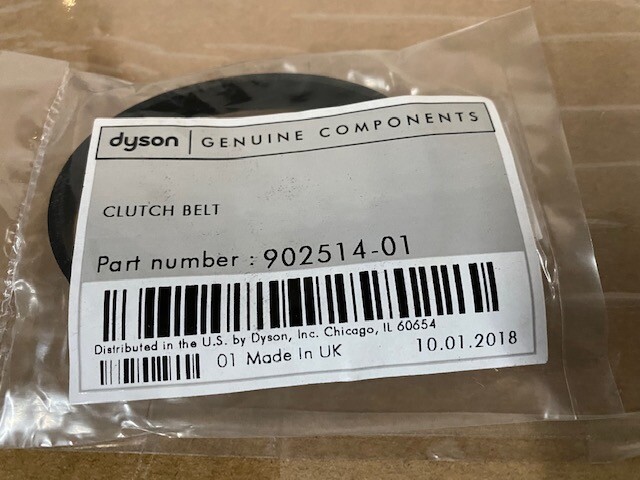 dyson | GENUINE COMPONENTS
CLUTCH BELT
Part number : 902514-01
Distributed in the U.S. by Dyson, Inc. Chicago, IL 60654
01 Made In UK 10.01.2018